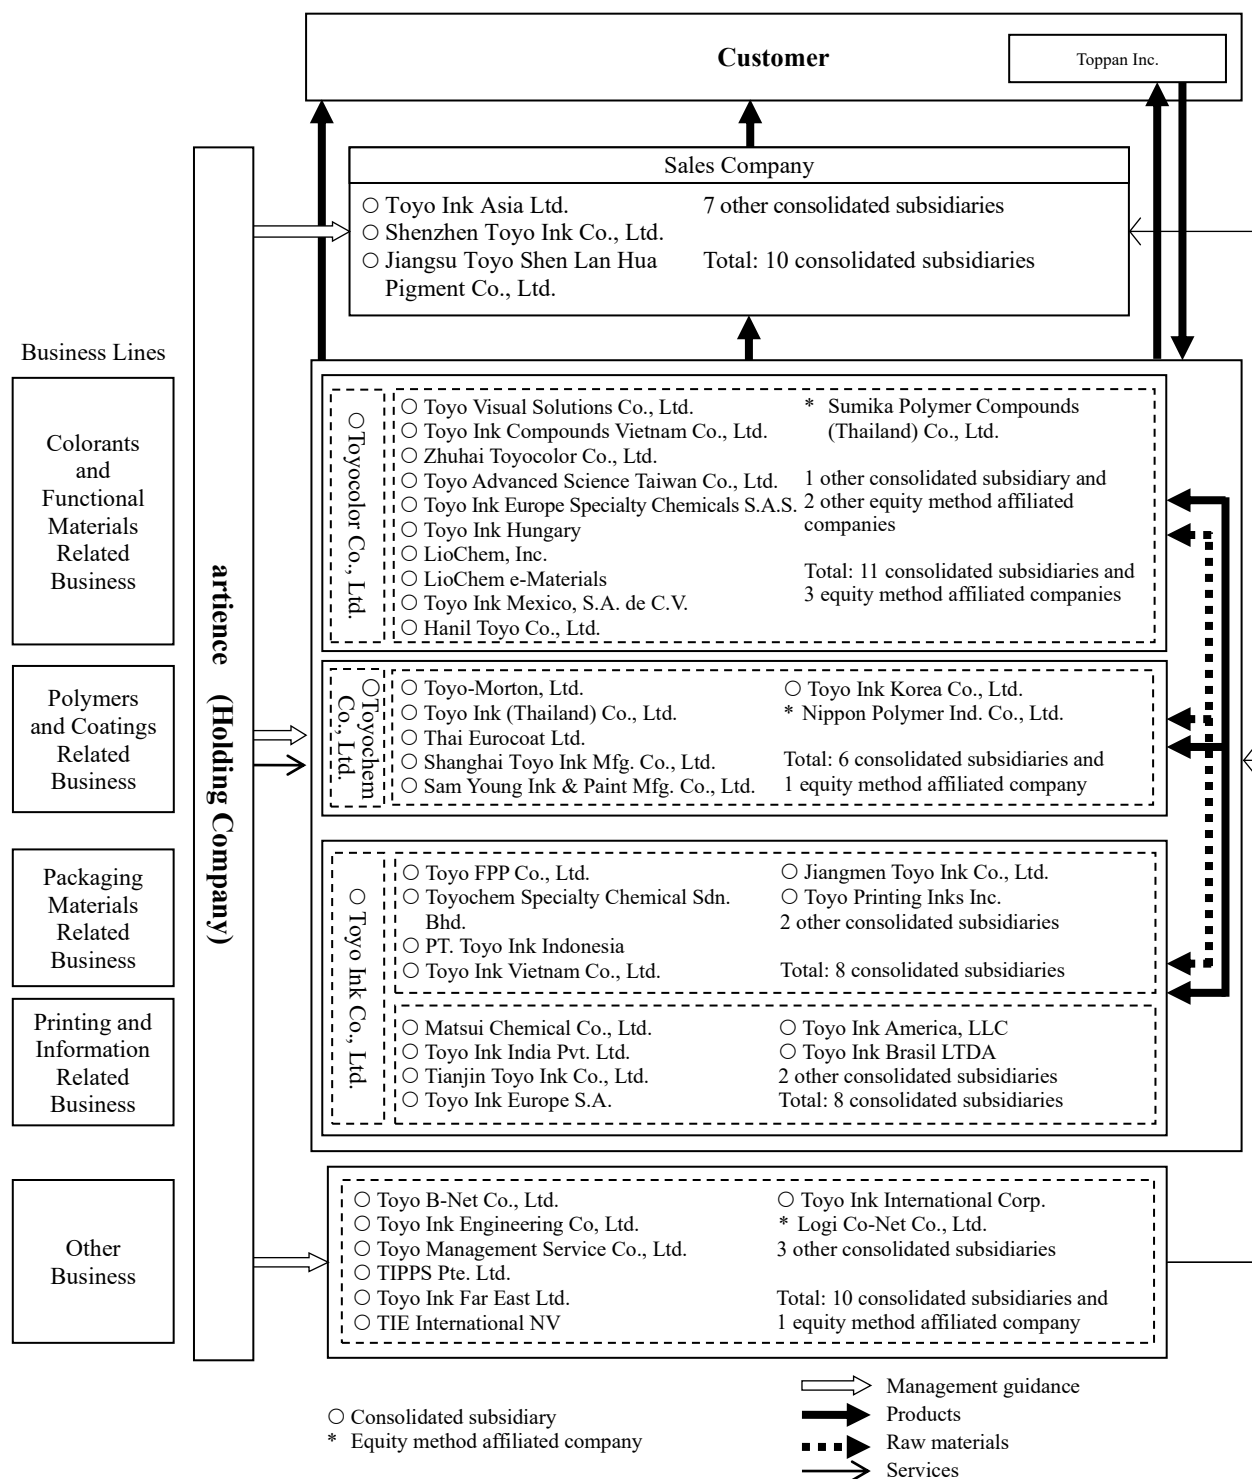 Customer
Toppan Inc.
Sales Company
○ Toyo Ink Asia Ltd.
○ Shenzhen Toyo Ink Co., Ltd.
○ Jiangsu Toyo Shen Lan Hua
Pigment Co., Ltd.
7 other consolidated subsidiaries
Total: 10 consolidated subsidiaries
Business Lines
Colorants
and
Functional
Materials
Related
Business
Polymers
and Coatings
Related
Business
Packaging
Materials
Related
Business
Printing and
Information
Related
Business
Other
Business
artience (Holding Company)
○ Toyocolor Co., Ltd.
○ Toyo Visual Solutions Co., Ltd.
○ Toyo Ink Compounds Vietnam Co., Ltd.
○ Zhuhai Toyocolor Co., Ltd.
○ Toyo Advanced Science Taiwan Co., Ltd.
○ Toyo Ink Europe Specialty Chemicals S.A.S.
○ Toyo Ink Hungary
○ LioChem, Inc.
○ LioChem e-Materials
○ Toyo Ink Mexico, S.A. de C.V.
○ Hanil Toyo Co., Ltd.
* Sumika Polymer Compounds
(Thailand) Co., Ltd.
1 other consolidated subsidiary and
2 other equity method affiliated
companies
Total: 11 consolidated subsidiaries and
3 equity method affiliated companies
○ Toyochem
Co., Ltd.
○ Toyo-Morton, Ltd.
○ Toyo Ink (Thailand) Co., Ltd.
○ Thai Eurocoat Ltd.
○ Shanghai Toyo Ink Mfg. Co., Ltd.
○ Sam Young Ink & Paint Mfg. Co., Ltd.
○ Toyo Ink Korea Co., Ltd.
* Nippon Polymer Ind. Co., Ltd.
Total: 6 consolidated subsidiaries and
1 equity method affiliated company
○ Toyo Ink Co., Ltd.
○ Toyo FPP Co., Ltd.
○ Toyochem Specialty Chemical Sdn.
Bhd.
○ PT. Toyo Ink Indonesia
○ Toyo Ink Vietnam Co., Ltd.
○ Jiangmen Toyo Ink Co., Ltd.
○ Toyo Printing Inks Inc.
2 other consolidated subsidiaries
Total: 8 consolidated subsidiaries
○ Matsui Chemical Co., Ltd.
○ Toyo Ink India Pvt. Ltd.
○ Tianjin Toyo Ink Co., Ltd.
○ Toyo Ink Europe S.A.
○ Toyo Ink America, LLC
○ Toyo Ink Brasil LTDA
2 other consolidated subsidiaries
Total: 8 consolidated subsidiaries
○ Toyo B-Net Co., Ltd.
○ Toyo Ink Engineering Co, Ltd.
○ Toyo Management Service Co., Ltd.
○ TIPPS Pte. Ltd.
○ Toyo Ink Far East Ltd.
○ TIE International NV
○ Toyo Ink International Corp.
* Logi Co-Net Co., Ltd.
3 other consolidated subsidiaries
Total: 10 consolidated subsidiaries and
1 equity method affiliated company
○ Consolidated subsidiary
* Equity method affiliated company
Management guidance
Products
Raw materials
Services